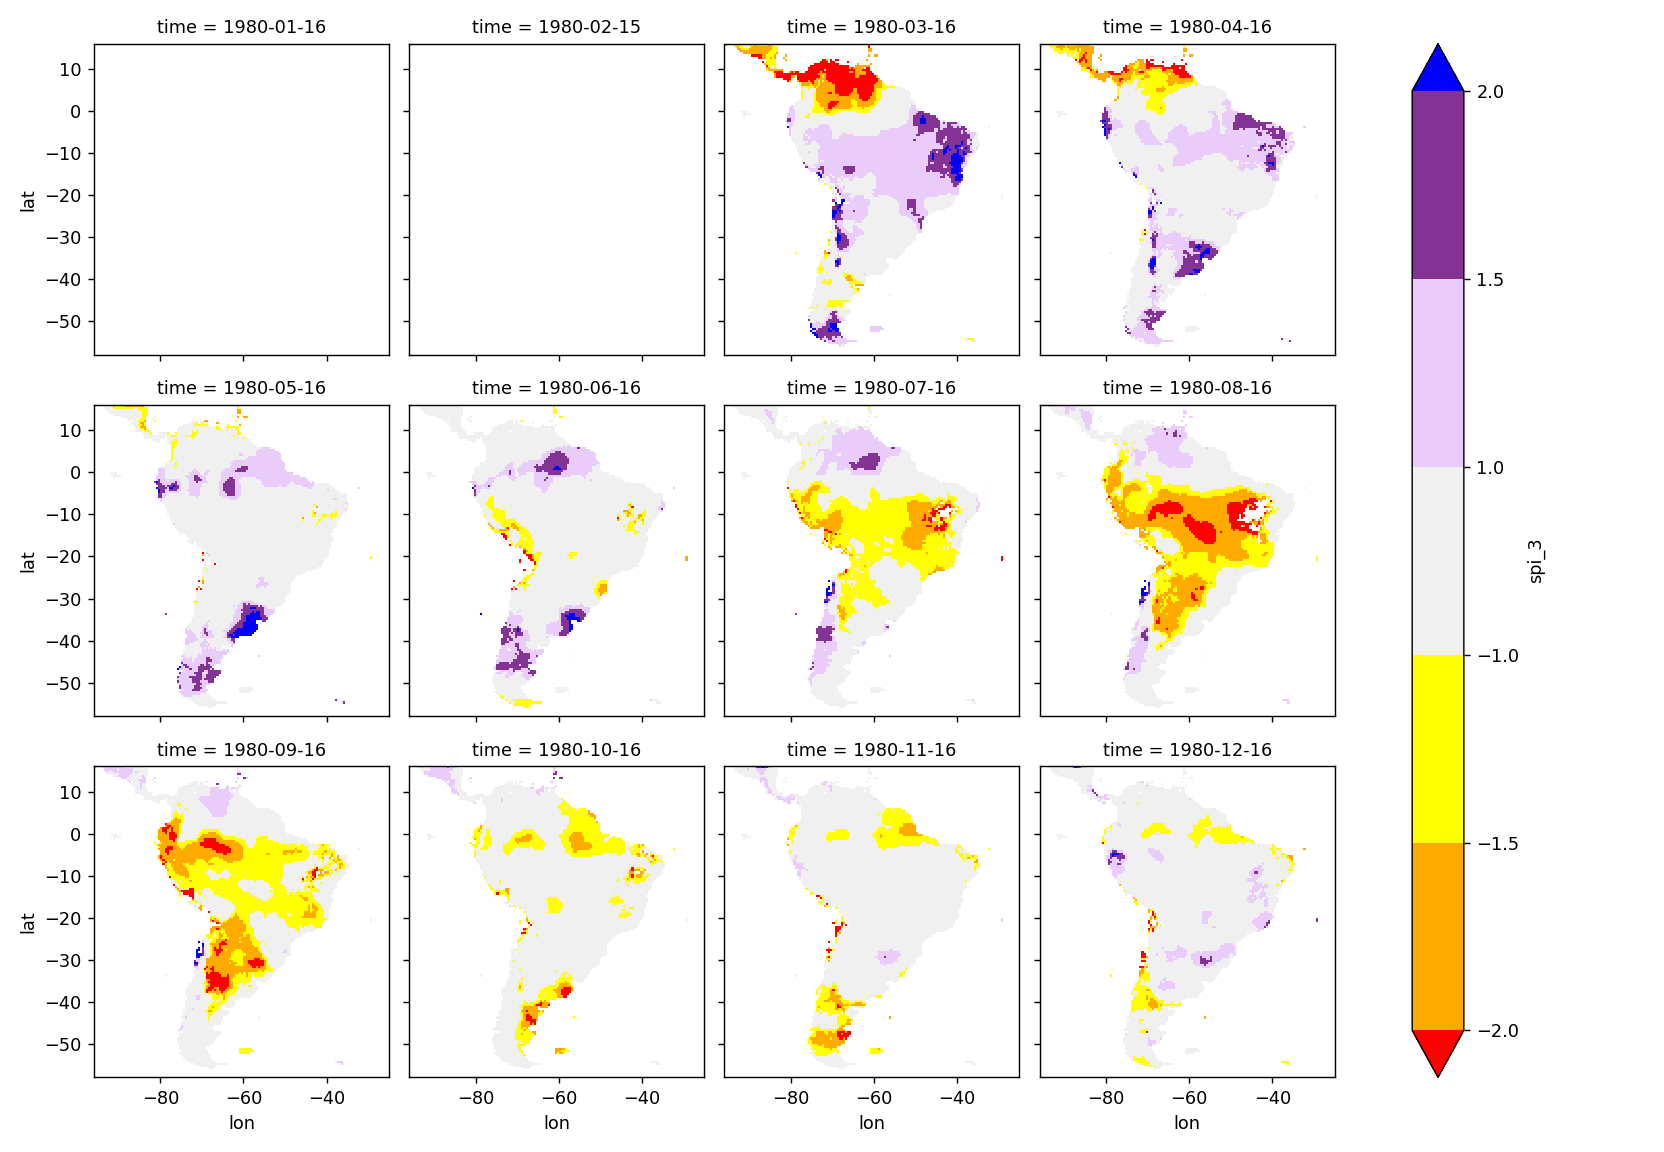 time = 1980-01-16
time = 1980-02-15
time = 1980-03-16
time = 1980-04-16
10
0
−10
−20
−30
−40
−50
lat
−80
−60
−40
time = 1980-05-16
time = 1980-06-16
time = 1980-07-16
time = 1980-08-16
10
0
−10
−20
−30
−40
−50
lat
time = 1980-09-16
time = 1980-10-16
time = 1980-11-16
time = 1980-12-16
10
0
−10
−20
−30
−40
−50
lat
−80 −60 −40
−80 −60 −40
−80 −60 −40
−80 −60 −40
lon
lon
lon
lon
2.0
1.5
1.0
−1.0
−1.5
−2.0
spi_3